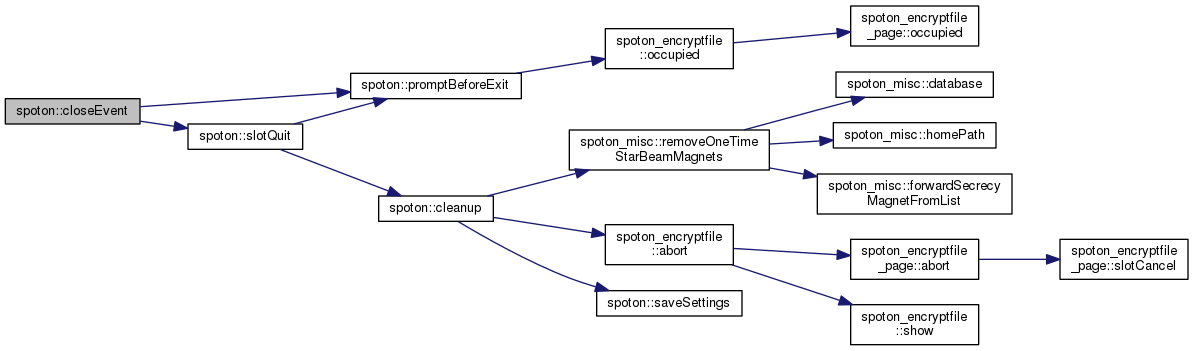 spoton::closeEvent
spoton::promptBeforeExit
spoton::slotQuit
spoton_encryptfile
::occupied
spoton_encryptfile
_page::occupied
spoton::cleanup
spoton_misc::removeOneTime
StarBeamMagnets
spoton_misc::database
spoton_misc::homePath
spoton_misc::forwardSecrecy
MagnetFromList
spoton_encryptfile
::abort
spoton_encryptfile
_page::abort
spoton_encryptfile
_page::slotCancel
spoton_encryptfile
::show
spoton::saveSettings